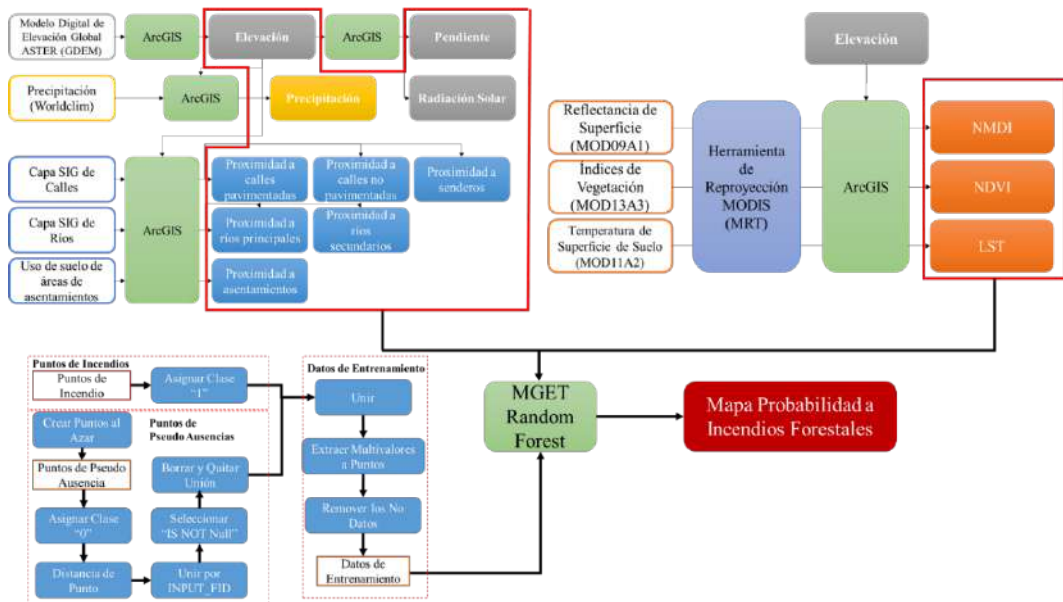 Modelo Digital de
Elevación Global
ASTER (GDEM)
ArcGIS
Elevación
ArcGIS
Pendiente
Precipitación
(Worldclim)
ArcGIS
Precipitación
Radiación Solar
Capa SIG de
Calles
Capa SIG de
Ríos
Uso de suelo de
áreas de
asentamientos
ArcGIS
Proximidad a
calles
pavimentadas
Proximidad a
calles no
pavimentadas
Proximidad a
senderos
Proximidad a
ríos principales
Proximidad a
ríos
secundarios
Proximidad a
asentamientos
Elevación
Reflectancia de
Superficie
(MOD09A1)
Índices de
Vegetación
(MOD13A3)
Temperatura de
Superficie de Suelo
(MOD11A2)
Herramienta
de
Reproyección
MODIS
(MRT)
ArcGIS
NMDI
NDVI
LST
Puntos de Incendios
Puntos de
Incendio
Asignar Clase
“1”
Crear Puntos al
Azar
Puntos de
Pseudo Ausencias
Puntos de Pseudo
Ausencia
Asignar Clase
“0”
Distancia de
Punto
Unir por
INPUT_FID
Seleccionar
“IS NOT Null”
Borrar y Quitar
Unión
Datos de Entrenamiento
Unir
Extraer Multivalores
a Puntos
Remover los No
Datos
Datos de
Entrenamiento
MGET
Random
Forest
Mapa Probabilidad a
Incendios Forestales